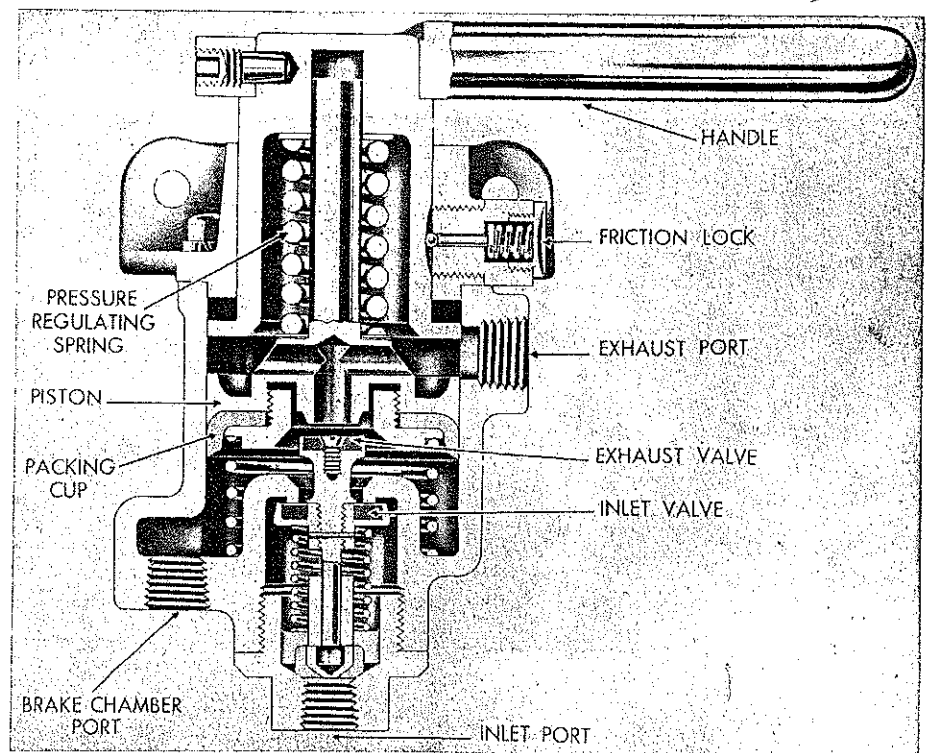 HANDLE
FRICTION LOCK
PRESSURE
REGULATING
SPRING
EXHAUST PORT
PISTON
PACKING
CUP
EXHAUST VALVE
INLET VALVE
BRAKE CHAMBER
PORT
INLET PORT